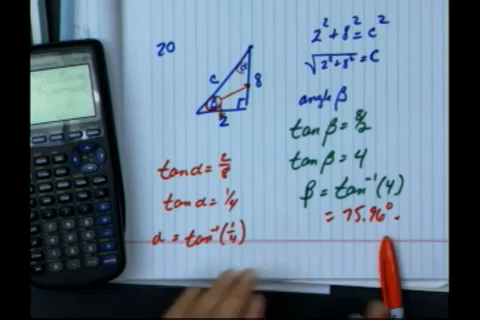 20
c
α
8
β
2
2² + 8² = c²
√2² + 8² = c
angle β
tan β = 8/2
tan β = 4
β = tan⁻¹(4)
= 75.96°.
tan α = 2/8
tan α = 1/4
α = tan⁻¹(1/4)